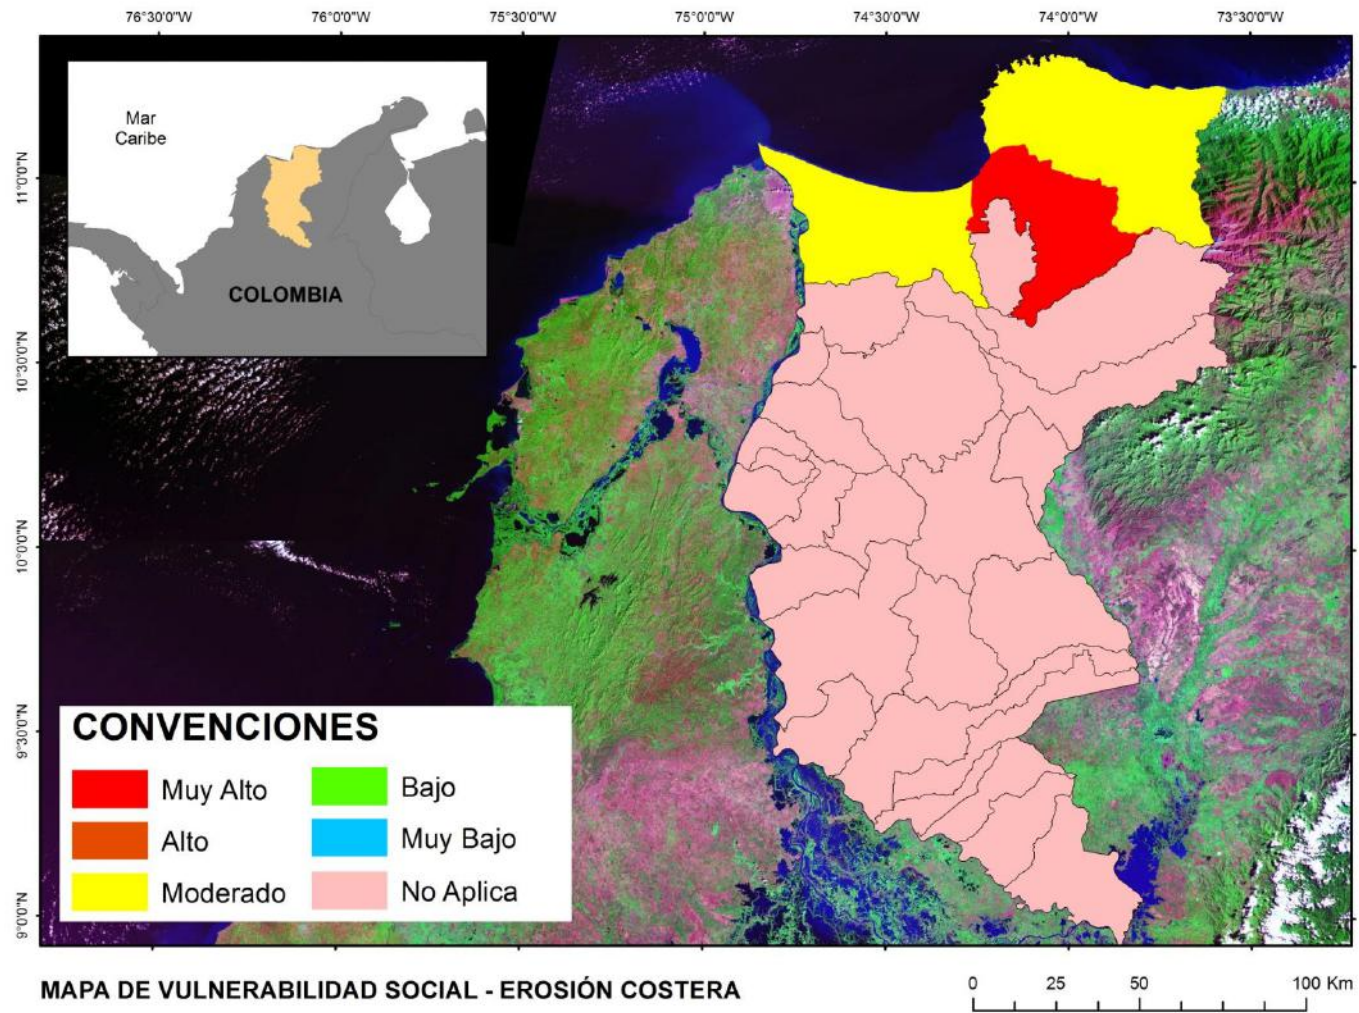 76°30'0"W 76°0'0"W 75°30'0"W 75°0'0"W 74°30'0"W 74°0'0"W 73°30'0"W
Mar
Caribe
COLOMBIA
11°0'0"N
10°30'0"N
10°0'0"N
9°30'0"N
9°0'0"N
CONVENCIONES
Muy Alto
Alto
Moderado
Bajo
Muy Bajo
No Aplica
MAPA DE VULNERABILIDAD SOCIAL - EROSIÓN COSTERA
0 25 50 100 Km